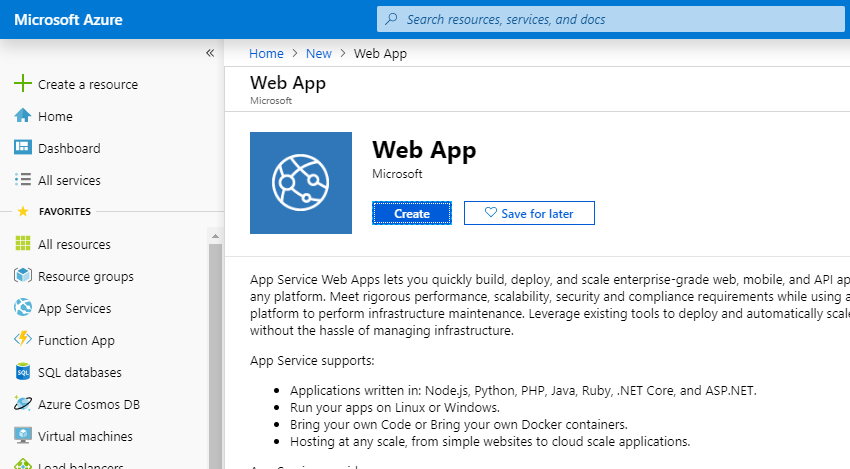 Microsoft Azure
Search resources, services, and docs
«
Create a resource
Home
Dashboard
All services
FAVORITES
All resources
Resource groups
App Services
Function App
SQL databases
Azure Cosmos DB
Virtual machines
Load balancers
Home > New > Web App
Web App
Microsoft
Web App
Microsoft
Create
Save for later
App Service Web Apps lets you quickly build, deploy, and scale enterprise-grade web, mobile, and API ap
any platform. Meet rigorous performance, scalability, security and compliance requirements while using a
platform to perform infrastructure maintenance. Leverage existing tools to deploy and automatically scale
without the hassle of managing infrastructure.
App Service supports:
• Applications written in: Node.js, Python, PHP, Java, Ruby, .NET Core, and ASP.NET.
• Run your apps on Linux or Windows.
• Bring your own Code or Bring your own Docker containers.
• Hosting at any scale, from simple websites to cloud scale applications.